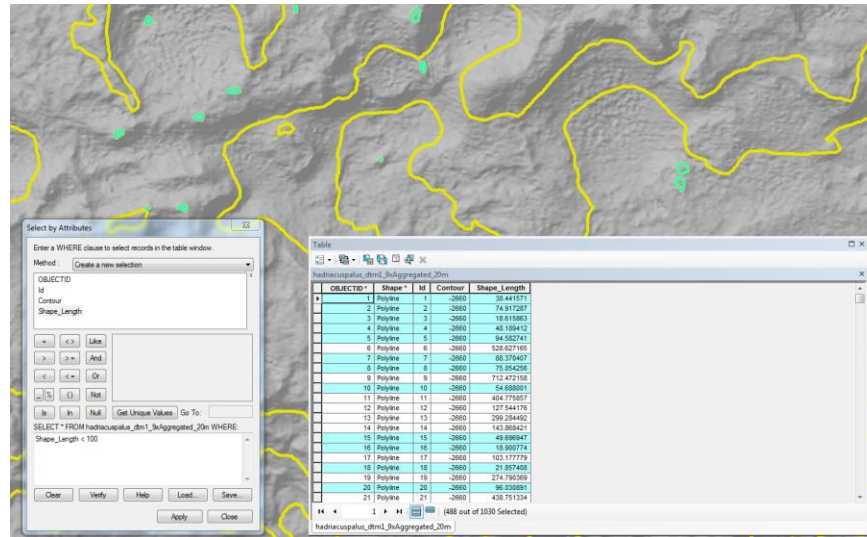 Select by Attributes
Enter a WHERE clause to select records in the table window.
Method : Create a new selection
OBJECTID
Id
Contour
Shape_Length
= < > Like
> > = And
< < = Or
_ % () Not
Is In Null Get Unique Values Go To:
SELECT * FROM hadriacuspalus_dtm1_9xAggregated_20m WHERE:
Shape_Length < 100
Clear Verify Help Load... Save...
Apply Close
Table
hadriacuspalus_dtm1_9xAggregated_20m
OBJECTID * Shape * Id Contour Shape_Length
1 Polyline 1 -2660 38.441571
2 Polyline 2 -2660 74.917287
3 Polyline 3 -2660 18.615863
4 Polyline 4 -2660 48.189412
5 Polyline 5 -2660 94.582741
6 Polyline 6 -2660 528.627165
7 Polyline 7 -2660 88.370407
8 Polyline 8 -2660 75.054256
9 Polyline 9 -2660 712.472158
10 Polyline 10 -2660 54.688001
11 Polyline 11 -2660 404.775857
12 Polyline 12 -2660 127.544176
13 Polyline 13 -2660 299.284492
14 Polyline 14 -2660 143.868421
15 Polyline 15 -2660 49.696947
16 Polyline 16 -2660 18.900774
17 Polyline 17 -2660 103.177779
18 Polyline 18 -2660 21.857408
19 Polyline 19 -2660 274.790369
20 Polyline 20 -2660 96.030891
21 Polyline 21 -2660 438.751334
1 (488 out of 1030 Selected)
hadriacuspalus_dtm1_9xAggregated_20m